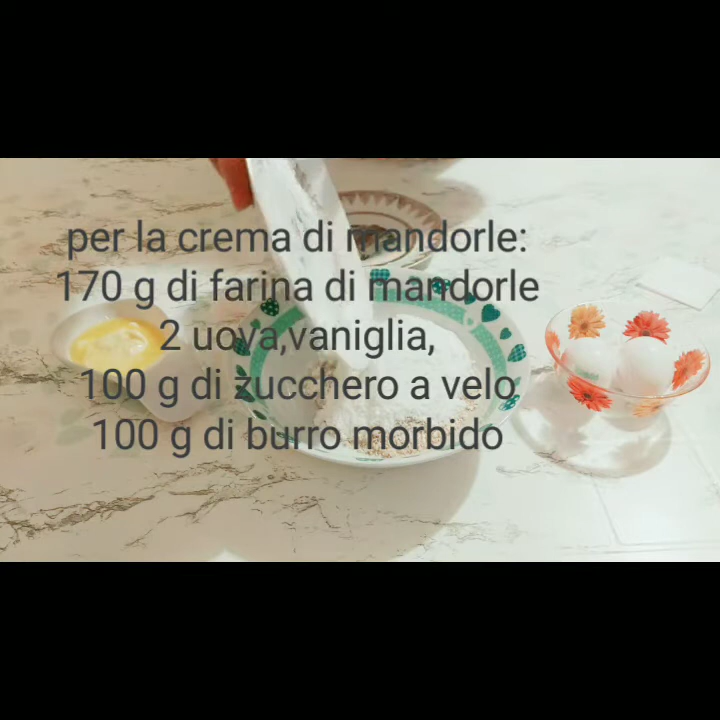 per la crema di mandorle:
170 g di farina di mandorle
2 uova,vaniglia,
100 g di zucchero a velo
100 g di burro morbido